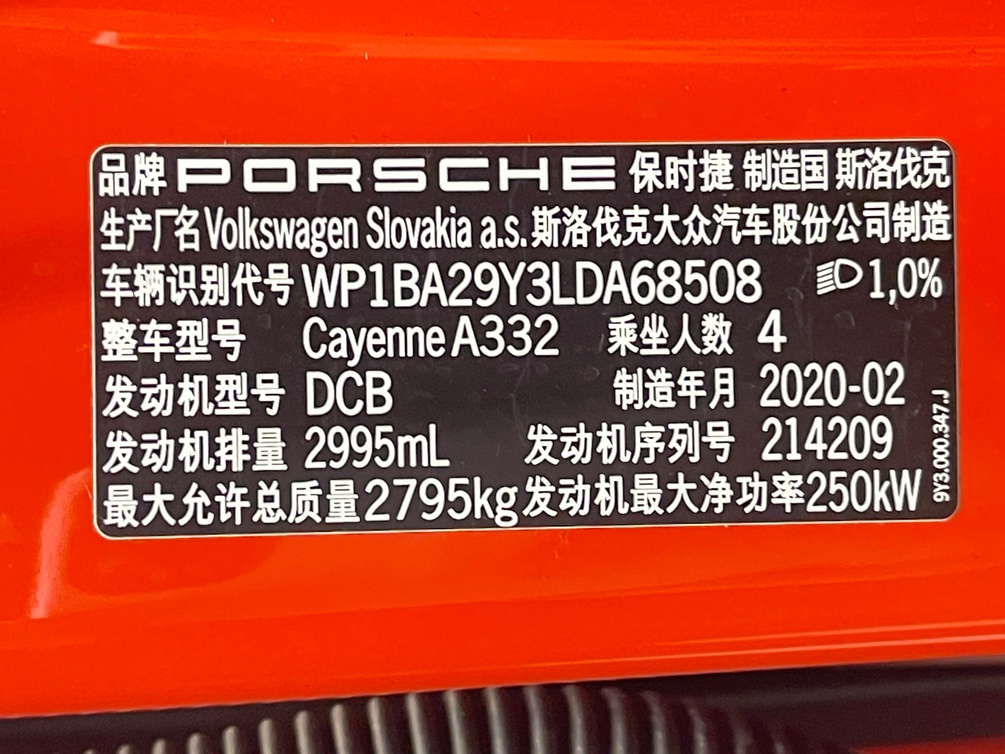 品牌 PORSCHE 保时捷 制造国 斯洛伐克
生产厂名 Volkswagen Slovakia a.s. 斯洛伐克大众汽车股份公司制造
车辆识别代号 WP1BA29Y3LDA68508 1,0%
整车型号 Cayenne A332 乘坐人数 4
发动机型号 DCB 制造年月 2020-02
发动机排量 2995mL 发动机序列号 214209
最大允许总质量 2795kg 发动机最大净功率 250kW
9Y3.000.347.J